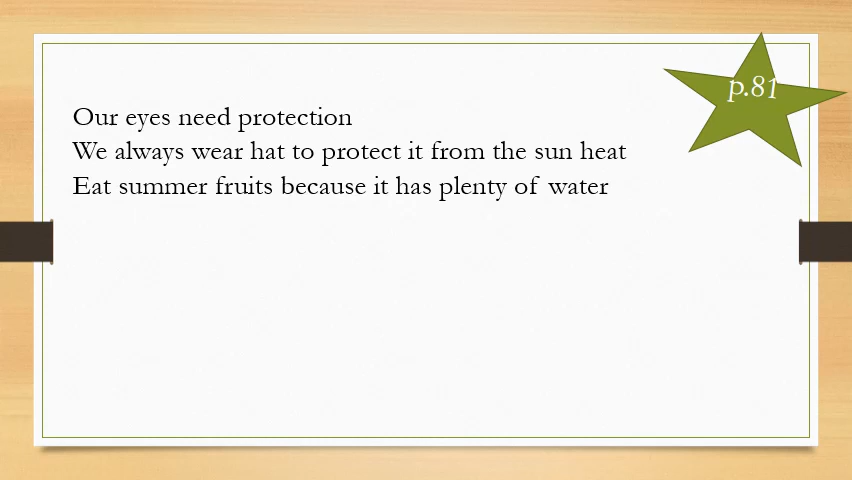 p.81
Our eyes need protection
We always wear hat to protect it from the sun heat
Eat summer fruits because it has plenty of water